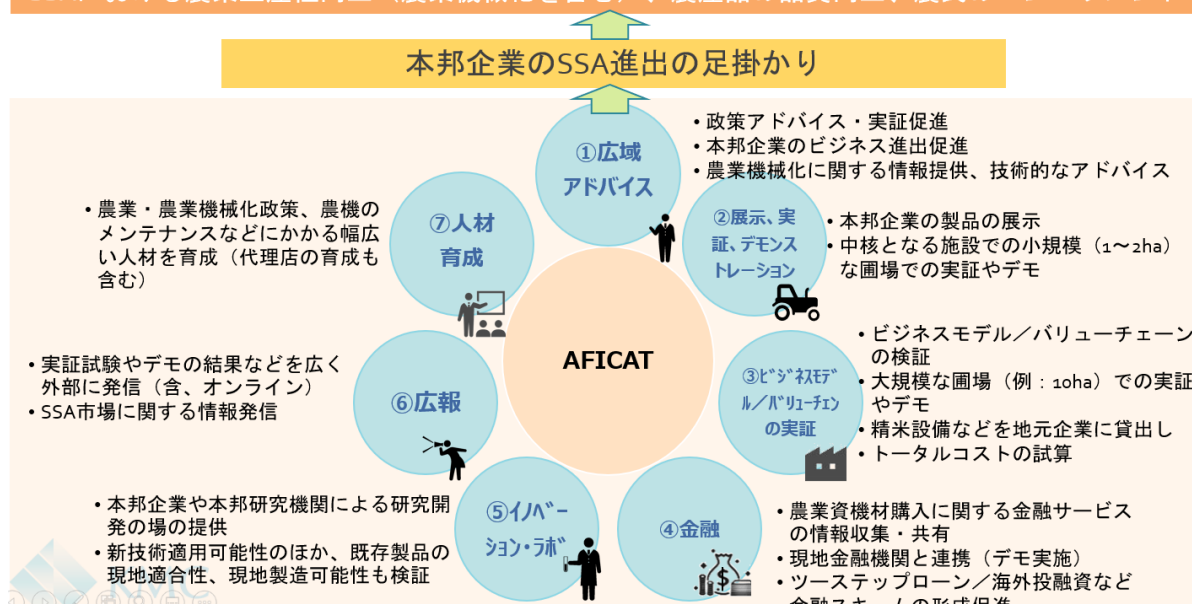 本邦企業のSSA進出の足掛かり
①広域
アドバイス
• 政策アドバイス・実証促進
• 本邦企業のビジネス進出促進
• 農業機械化に関する情報提供、技術的なアドバイス
②展示、実
証、デモンス
トレーション
• 本邦企業の製品の展示
• 中核となる施設での小規模（1～2ha）
な圃場での実証やデモ
③ﾋﾞｼﾞﾈｽﾓﾃﾞ
ﾙ／ﾊﾞﾘｭｰﾁｪｰﾝ
の実証
• ビジネスモデル／バリューチェーン
の検証
• 大規模な圃場（例：10ha）での実証
やデモ
• 精米設備などを地元企業に貸出し
• トータルコストの試算
④金融
• 農業資機材購入に関する金融サービス
の情報収集・共有
• 現地金融機関と連携（デモ実施）
• ツーステップローン／海外投融資など
金融スキームの形成促進
⑤ｲﾉﾍﾞｰ
ｼｮﾝ・ﾗﾎﾞ
• 本邦企業や本邦研究機関による研究開
発の場の提供
• 新技術適用可能性のほか、既存製品の
現地適合性、現地製造可能性も検証
⑥広報
• 実証試験やデモの結果などを広く
外部に発信（含、オンライン）
• SSA市場に関する情報発信
⑦人材
育成
• 農業・農業機械化政策、農機の
メンテナンスなどにかかる幅広
い人材を育成（代理店の育成も
含む）
AFICAT